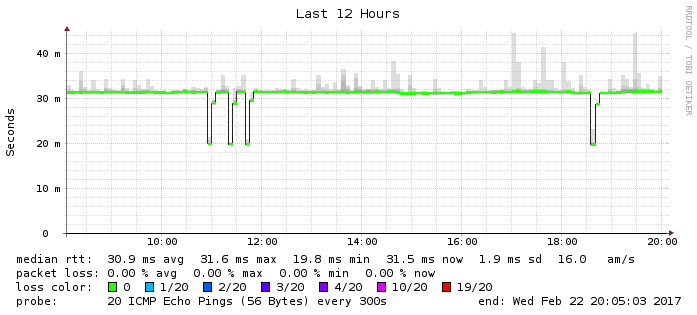 Last 12 Hours
RRDTOOL / TOBI OETIKER
Seconds
40 m
30 m
20 m
10 m
0
10:00 12:00 14:00 16:00 18:00 20:00
median rtt: 30.9 ms avg 31.6 ms max 19.8 ms min 31.5 ms now 1.9 ms sd 16.0 am/s
packet loss: 0.00 % avg 0.00 % max 0.00 % min 0.00 % now
loss color: 0 1/20 2/20 3/20 4/20 10/20 19/20
probe: 20 ICMP Echo Pings (56 Bytes) every 300s end: Wed Feb 22 20:05:03 2017